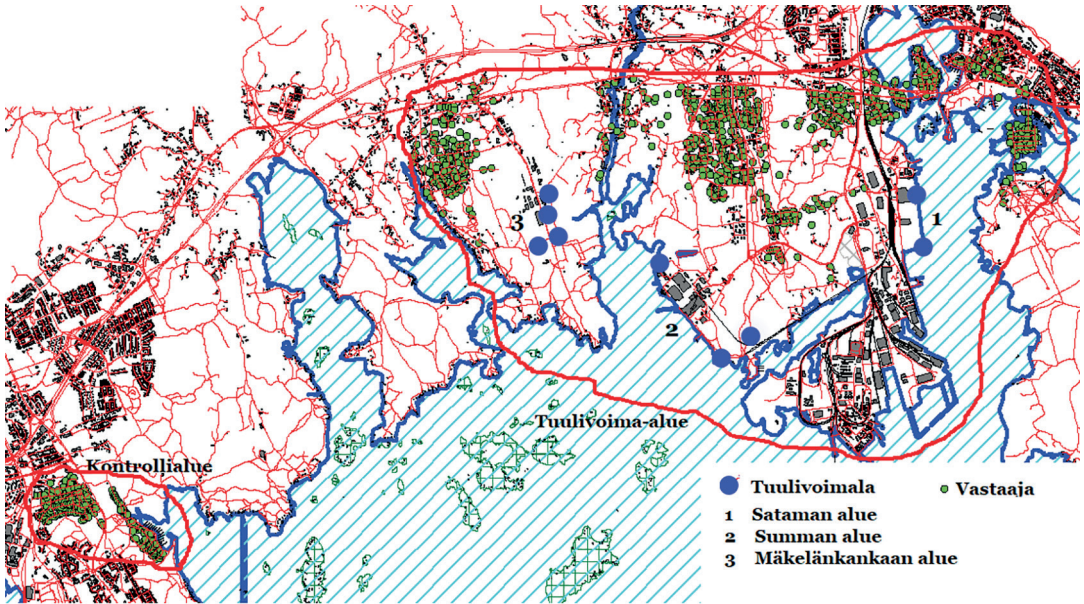 1
3
2
Tuulivoima-alue
Kontrollialue
Tuulivoimala
Vastaaja
1 Sataman alue
2 Summan alue
3 Mäkelänkankaan alue